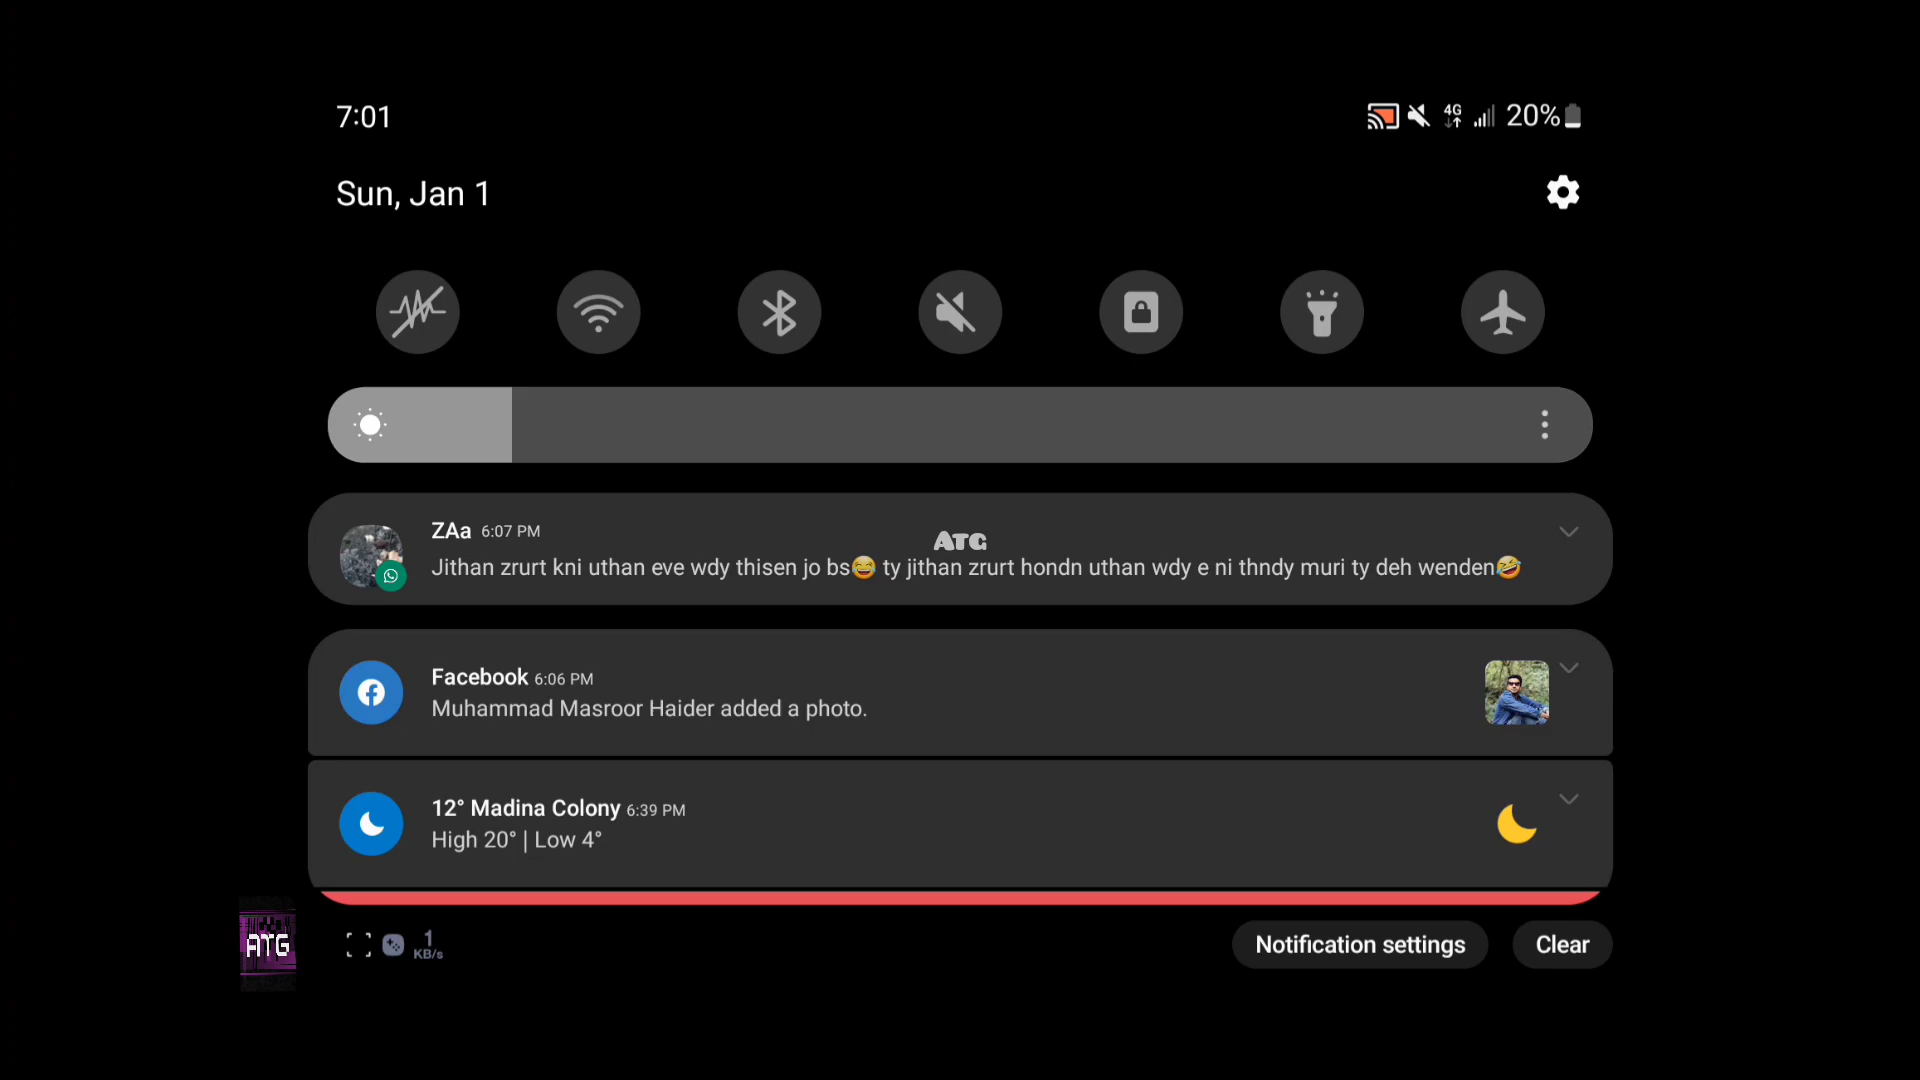 7:01
4G
20%
Sun, Jan 1
ZAa 6:07 PM
ATG
Jithan zrurt kni uthan eve wdy thisen jo bs😂 ty jithan zrurt hondn uthan wdy e ni thndy muri ty deh wenden🤣
Facebook 6:06 PM
Muhammad Masroor Haider added a photo.
12° Madina Colony 6:39 PM
High 20° | Low 4°
ATG
1
KB/s
Notification settings
Clear